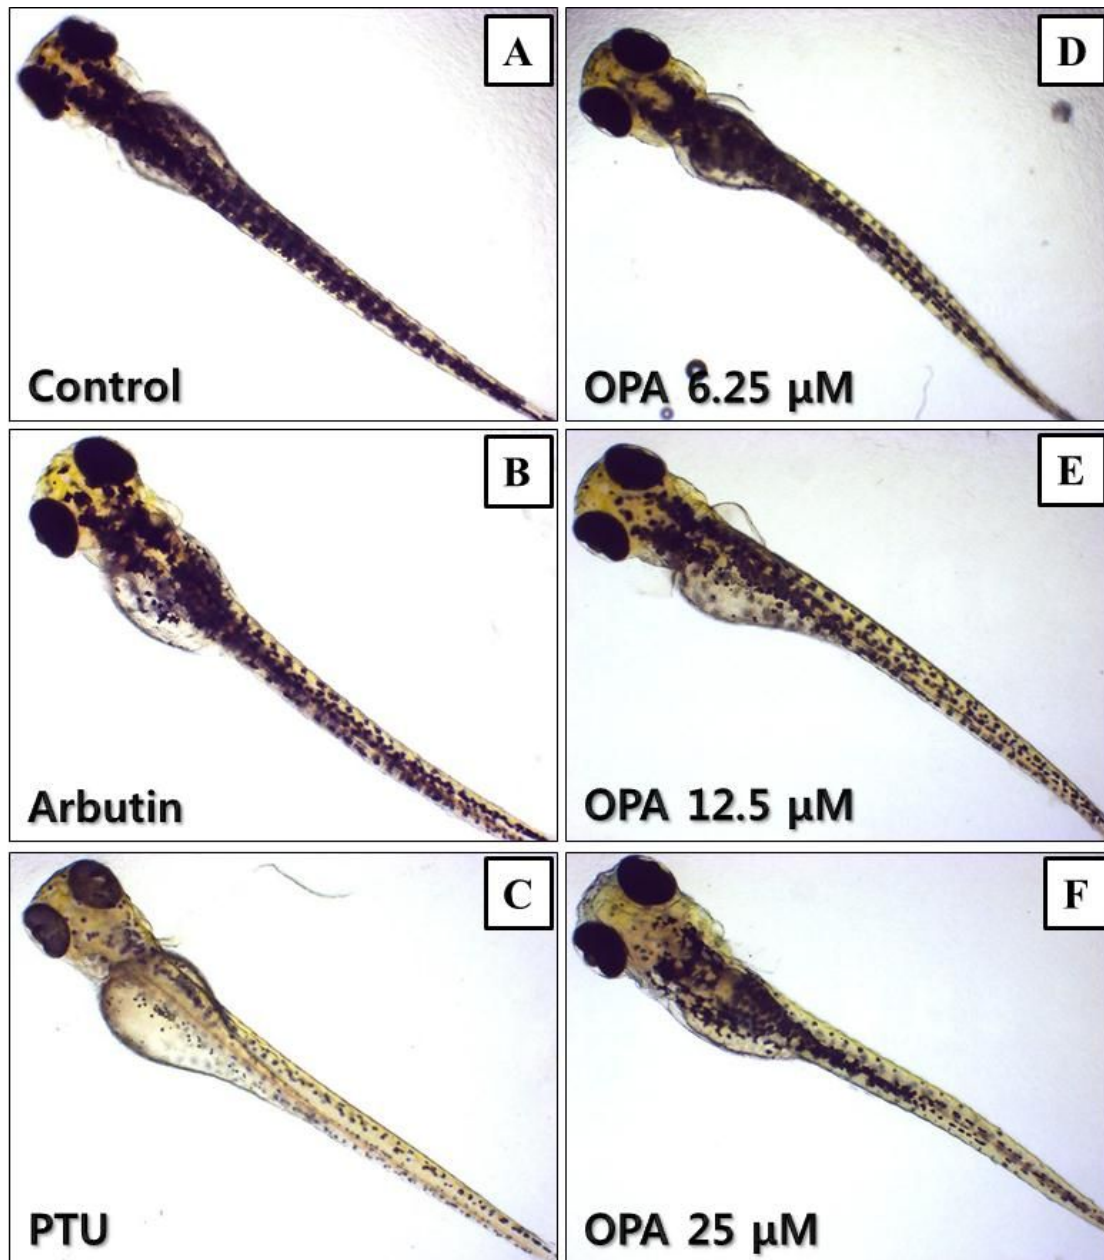 A
Control
B
Arbutin
C
PTU
D
OPA 6.25 μM
E
OPA 12.5 μM
F
OPA 25 μM